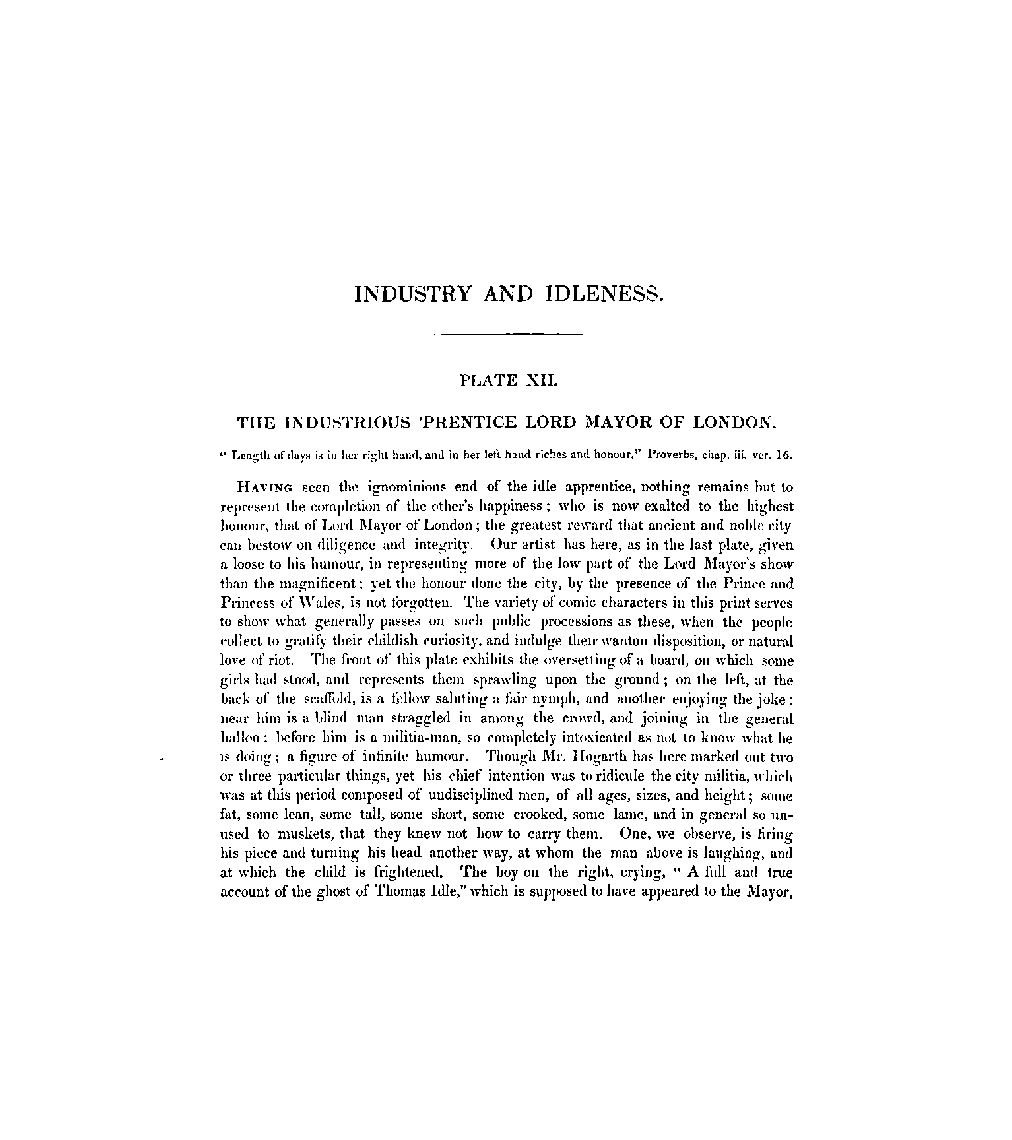 INDUSTRY AND IDLENESS.
PLATE XII.
THE INDUSTRIOUS 'PRENTICE LORD MAYOR OF LONDON.
" Length of days is in her right hand, and in her left hand riches and honour." Proverbs, chap. iii. ver. 16.
HAVING seen the ignominious end of the idle apprentice, nothing remains but to
represent the completion of the other's happiness; who is now exalted to the highest
honour, that of Lord Mayor of London; the greatest reward that ancient and noble city
can bestow on diligence and integrity. Our artist has here, as in the last plate, given
a loose to his humour, in representing more of the low part of the Lord Mayor's show
than the magnificent; yet the honour done the city, by the presence of the Prince and
Princess of Wales, is not forgotten. The variety of comic characters in this print serves
to show what generally passes on such public processions as these, when the people
collect to gratify their childish curiosity, and indulge their wanton disposition, or natural
love of riot. The front of this plate exhibits the oversetting of a board, on which some
girls had stood, and represents them sprawling upon the ground; on the left, at the
back of the scaffold, is a fellow saluting a fair nymph, and another enjoying the joke:
near him is a blind man straggled in among the crowd, and joining in the general
halloo: before him is a militia-man, so completely intoxicated as not to know what he
is doing; a figure of infinite humour. Though Mr. Hogarth has here marked out two
or three particular things, yet his chief intention was to ridicule the city militia, which
was at this period composed of undisciplined men, of all ages, sizes, and height; some
fat, some lean, some tall, some short, some crooked, some lame, and in general so un-
used to muskets, that they knew not how to carry them. One, we observe, is firing
his piece and turning his head another way, at whom the man above is laughing, and
at which the child is frightened. The boy on the right, crying, " A full and true
account of the ghost of Thomas Idle," which is supposed to have appeared to the Mayor,